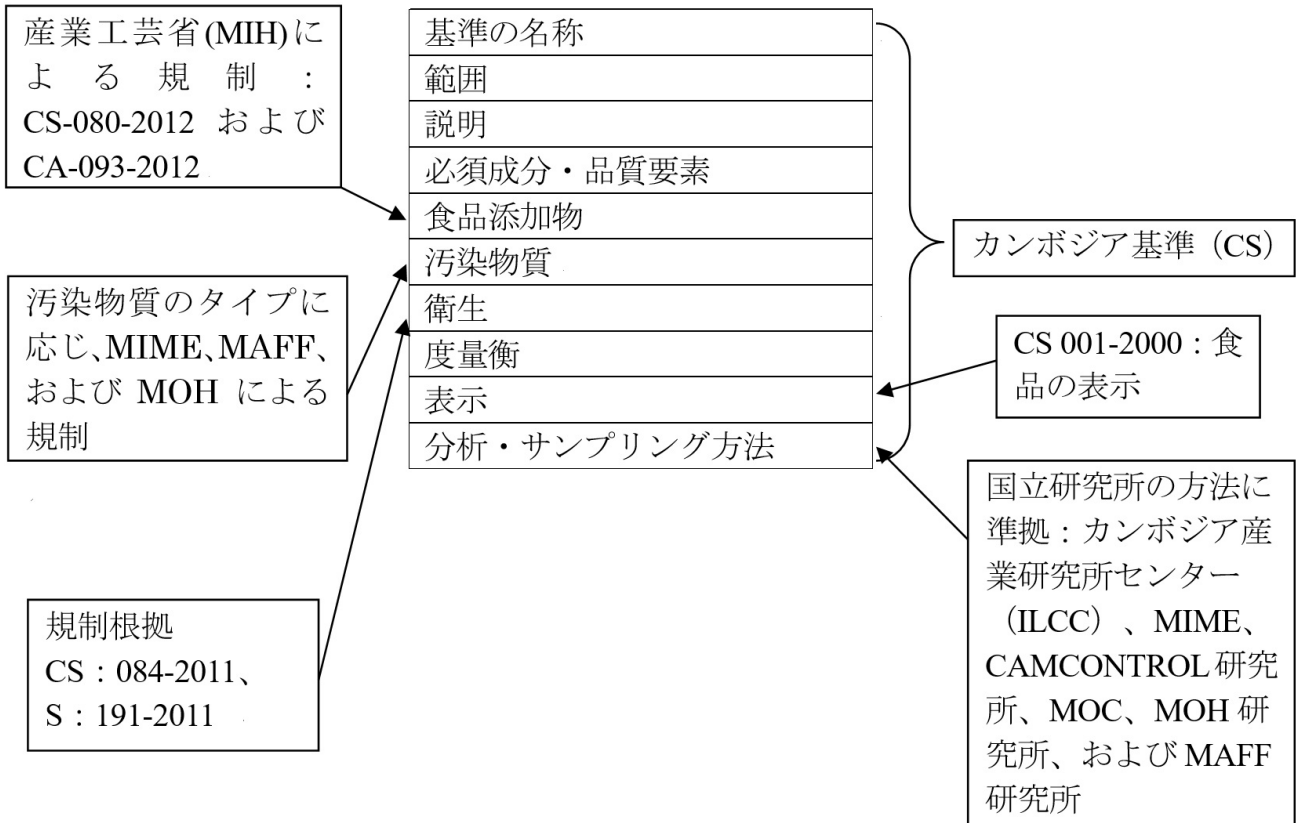 産業工芸省(MIH)に
よる規制：
CS-080-2012 および
CA-093-2012
汚染物質のタイプに
応じ、MIME、MAFF、
および MOH による
規制
規制根拠
CS：084-2011、
S：191-2011
基準の名称
範囲
説明
必須成分・品質要素
食品添加物
汚染物質
衛生
度量衡
表示
分析・サンプリング方法
カンボジア基準（CS）
CS 001-2000：食
品の表示
国立研究所の方法に
準拠：カンボジア産
業研究所センター
（ILCC）、MIME、
CAMCONTROL 研究
所、MOC、MOH 研
究所、および MAFF
研究所